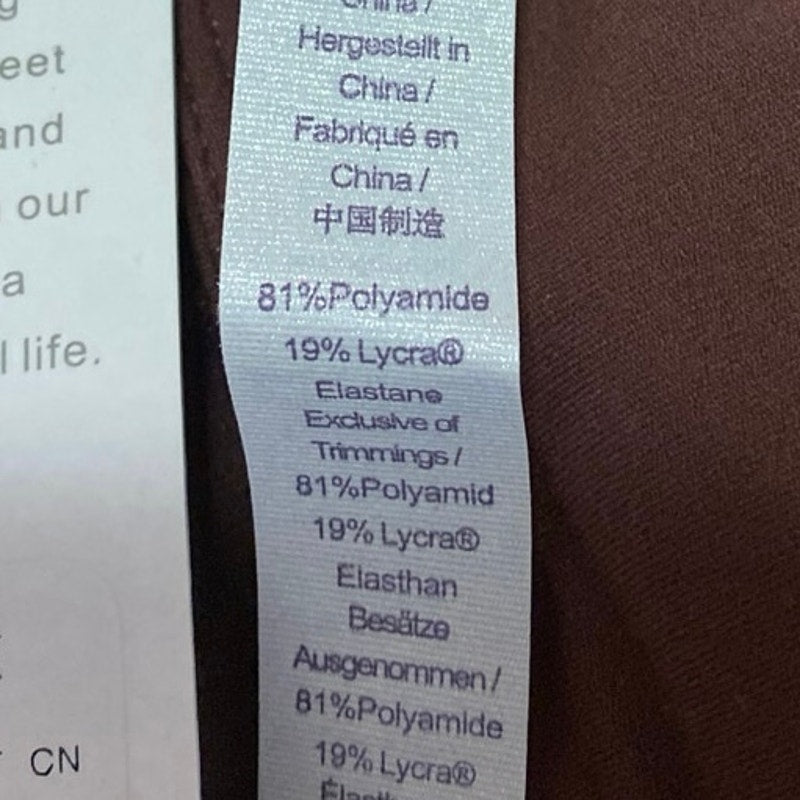 eet
and
our
a
life.
CN
China /
Hergestellt in
China /
Fabriqué en
China /
中国制造
81%Polyamide
19% Lycra®
Elastane
Exclusive of
Trimmings /
81%Polyamid
19% Lycra®
Elasthan
Besätze
Ausgenommen /
81%Polyamide
19% Lycra®